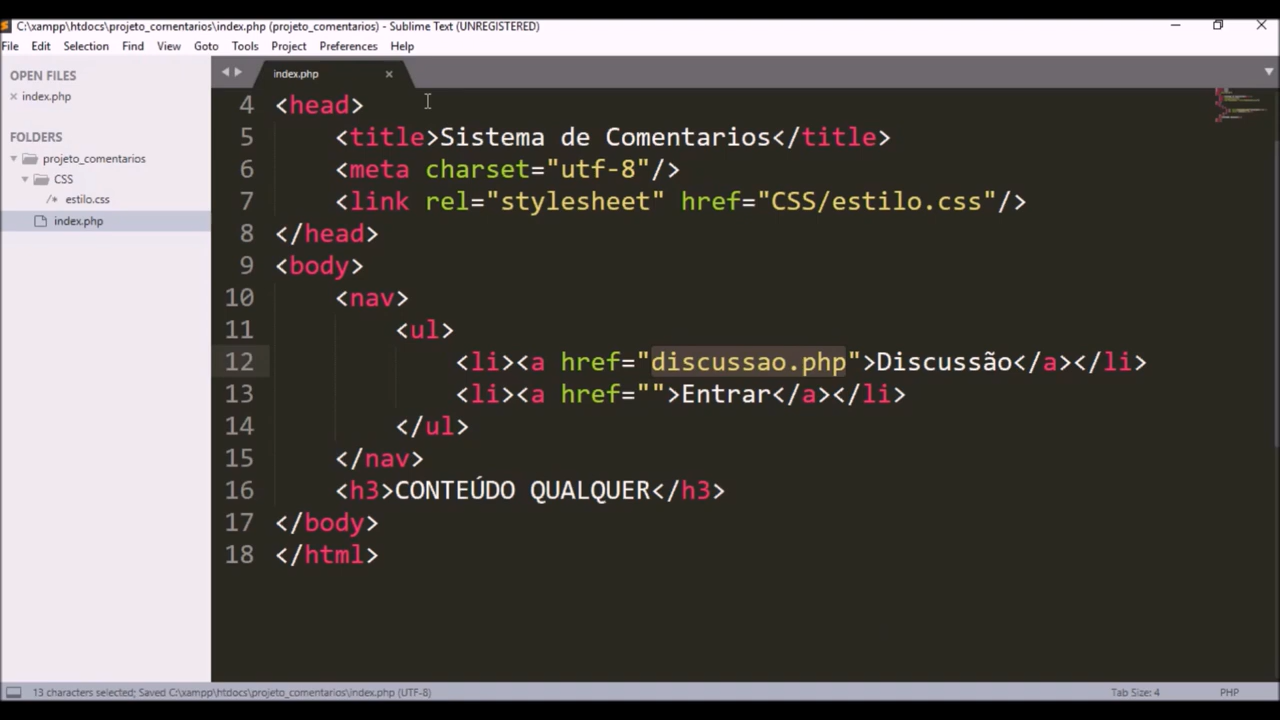 C:\xampp\htdocs\projeto_comentarios\index.php (projeto_comentarios) - Sublime Text (UNREGISTERED)
File Edit Selection Find View Goto Tools Project Preferences Help
OPEN FILES
index.php
FOLDERS
projeto_comentarios
CSS
/* estilo.css
index.php
index.php
4 <head>
5 <title>Sistema de Comentarios</title>
6 <meta charset="utf-8"/>
7 <link rel="stylesheet" href="CSS/estilo.css"/>
8 </head>
9 <body>
10 <nav>
11 <ul>
12 <li><a href="discussao.php">Discussão</a></li>
13 <li><a href="">Entrar</a></li>
14 </ul>
15 </nav>
16 <h3>CONTEÚDO QUALQUER</h3>
17 </body>
18 </html>
13 characters selected; Saved C:\xampp\htdocs\projeto_comentarios\index.php (UTF-8) Tab Size: 4 PHP